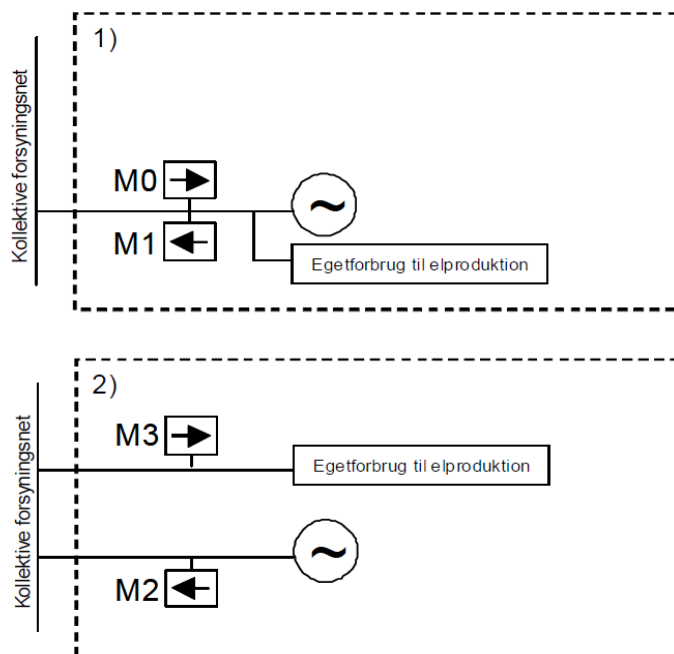 1)
Kollektive forsyningsnet
M0
~
M1
Egetforbrug til elproduktion
2)
Kollektive forsyningsnet
M3
Egetforbrug til elproduktion
~
M2